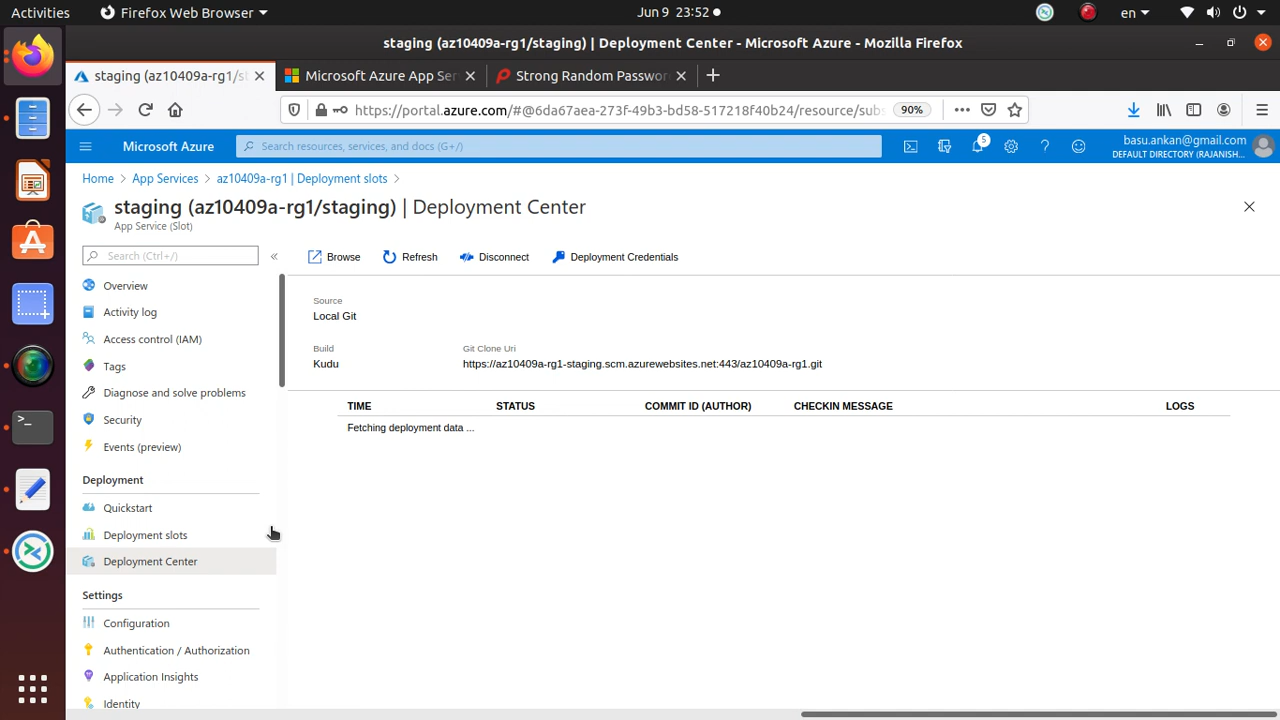 Activities
Firefox Web Browser
Jun 9 23:52
en
staging (az10409a-rg1/staging) | Deployment Center - Microsoft Azure - Mozilla Firefox
staging (az10409a-rg1/s
Microsoft Azure App Ser
Strong Random Passwor
https://portal.azure.com/#@6da67aea-273f-49b3-bd58-517218f40b24/resource/subs
90%
Microsoft Azure
Search resources, services, and docs (G+/)
5
basu.ankan@gmail.com
DEFAULT DIRECTORY (RAJANISH...
Home > App Services > az10409a-rg1 | Deployment slots >
staging (az10409a-rg1/staging) | Deployment Center
App Service (Slot)
Search (Ctrl+/)
Browse
Refresh
Disconnect
Deployment Credentials
Overview
Activity log
Access control (IAM)
Tags
Diagnose and solve problems
Security
Events (preview)
Deployment
Quickstart
Deployment slots
Deployment Center
Settings
Configuration
Authentication / Authorization
Application Insights
Identity
Source
Local Git
Build
Kudu
Git Clone Uri
https://az10409a-rg1-staging.scm.azurewebsites.net:443/az10409a-rg1.git
TIME STATUS COMMIT ID (AUTHOR) CHECKIN MESSAGE LOGS
Fetching deployment data ...